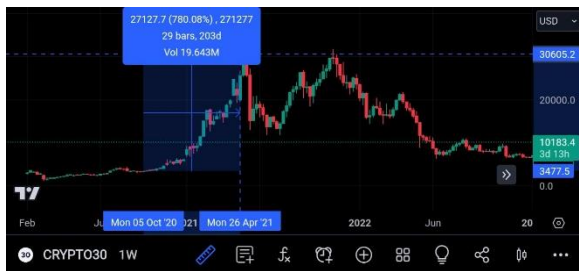 27127.7 (780.08%) , 271277
29 bars, 203d
Vol 19.643M
USD
30605.2
20000.0
10183.4
3d 13h
3477.5
0.0
Feb
Mon 05 Oct '20
021
Mon 26 Apr '21
2022
Jun
20
30 CRYPTO30 1W